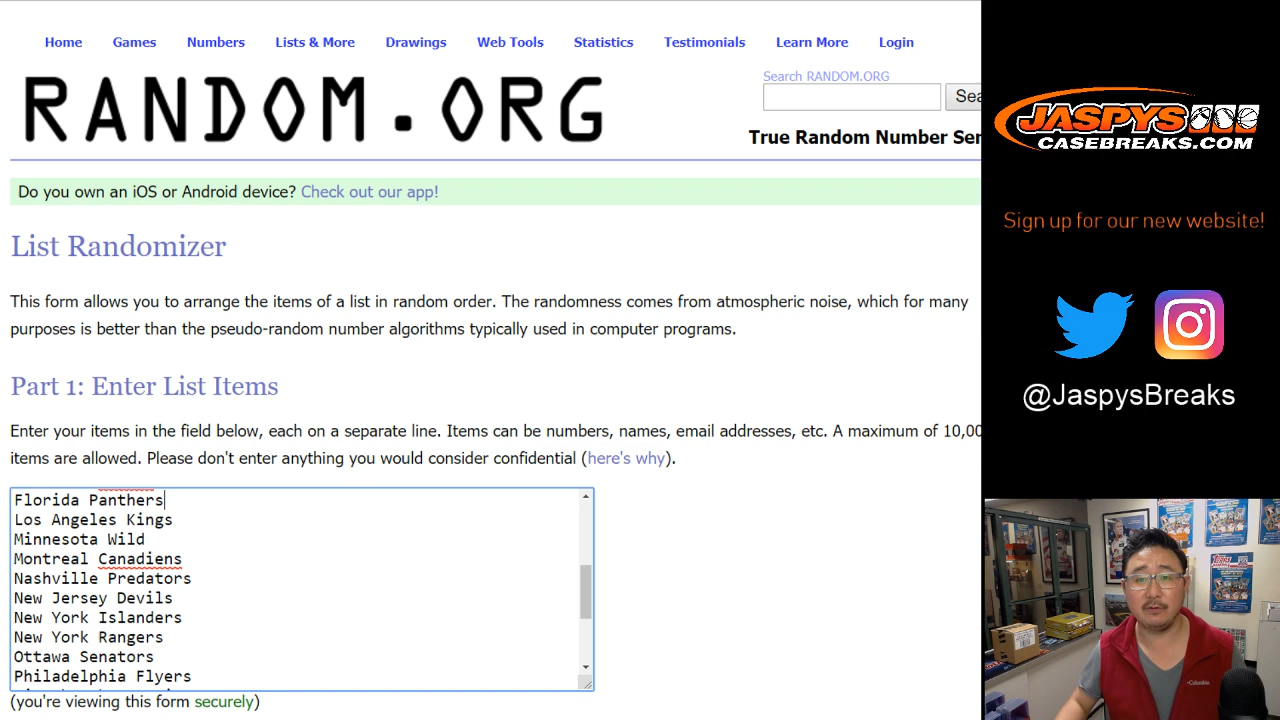 Home Games Numbers Lists & More Drawings Web Tools Statistics Testimonials Learn More Login
RANDOM.ORG
Search RANDOM.ORG
Sea
True Random Number Ser
Do you own an iOS or Android device? Check out our app!
List Randomizer
This form allows you to arrange the items of a list in random order. The randomness comes from atmospheric noise, which for many
purposes is better than the pseudo-random number algorithms typically used in computer programs.
Part 1: Enter List Items
Enter your items in the field below, each on a separate line. Items can be numbers, names, email addresses, etc. A maximum of 10,00
items are allowed. Please don't enter anything you would consider confidential (here's why).
Florida Panthers
Los Angeles Kings
Minnesota Wild
Montreal Canadiens
Nashville Predators
New Jersey Devils
New York Islanders
New York Rangers
Ottawa Senators
Philadelphia Flyers
(you're viewing this form securely)
JASPYS
CASEBREAKS.COM
Sign up for our new website!
@JaspysBreaks